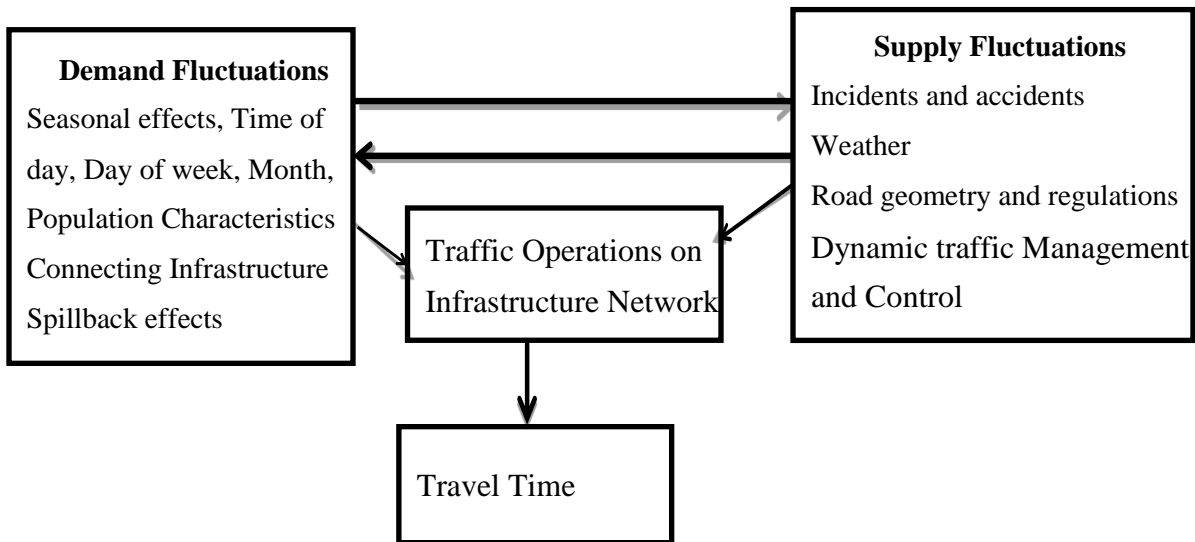 Demand Fluctuations
Seasonal effects, Time of
day, Day of week, Month,
Population Characteristics
Connecting Infrastructure
Spillback effects
Supply Fluctuations
Incidents and accidents
Weather
Road geometry and regulations
Dynamic traffic Management
and Control
Traffic Operations on
Infrastructure Network
Travel Time